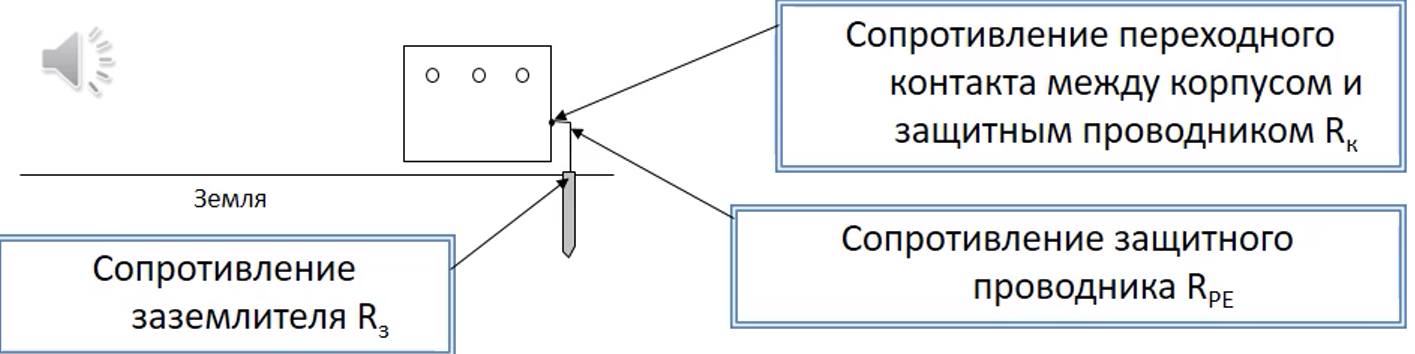 Сопротивление переходного
контакта между корпусом и
защитным проводником Rк
Земля
Сопротивление защитного
проводника RPE
Сопротивление
заземлителя Rз